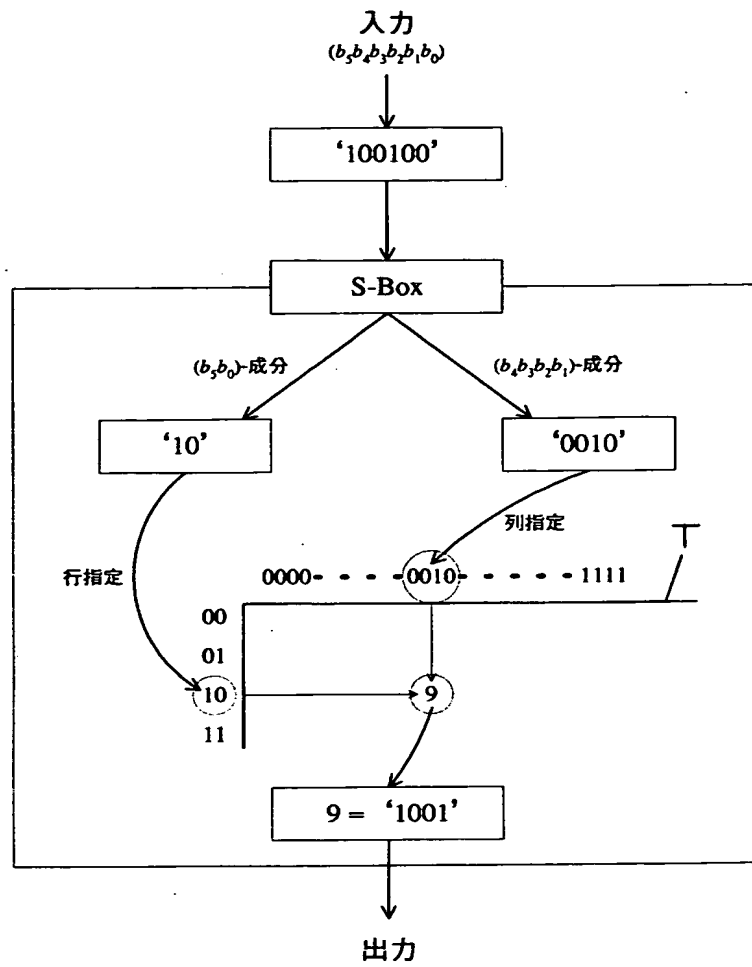 入力
(b₅b₄b₃b₂b₁b₀)
‘100100’
S-Box
(b₅b₀)-成分
(b₄b₃b₂b₁)-成分
‘10’
‘0010’
行指定
列指定
T
0000- - - - -0010- - - - - -1111
00
01
10
9
11
9 = ‘1001’
出力